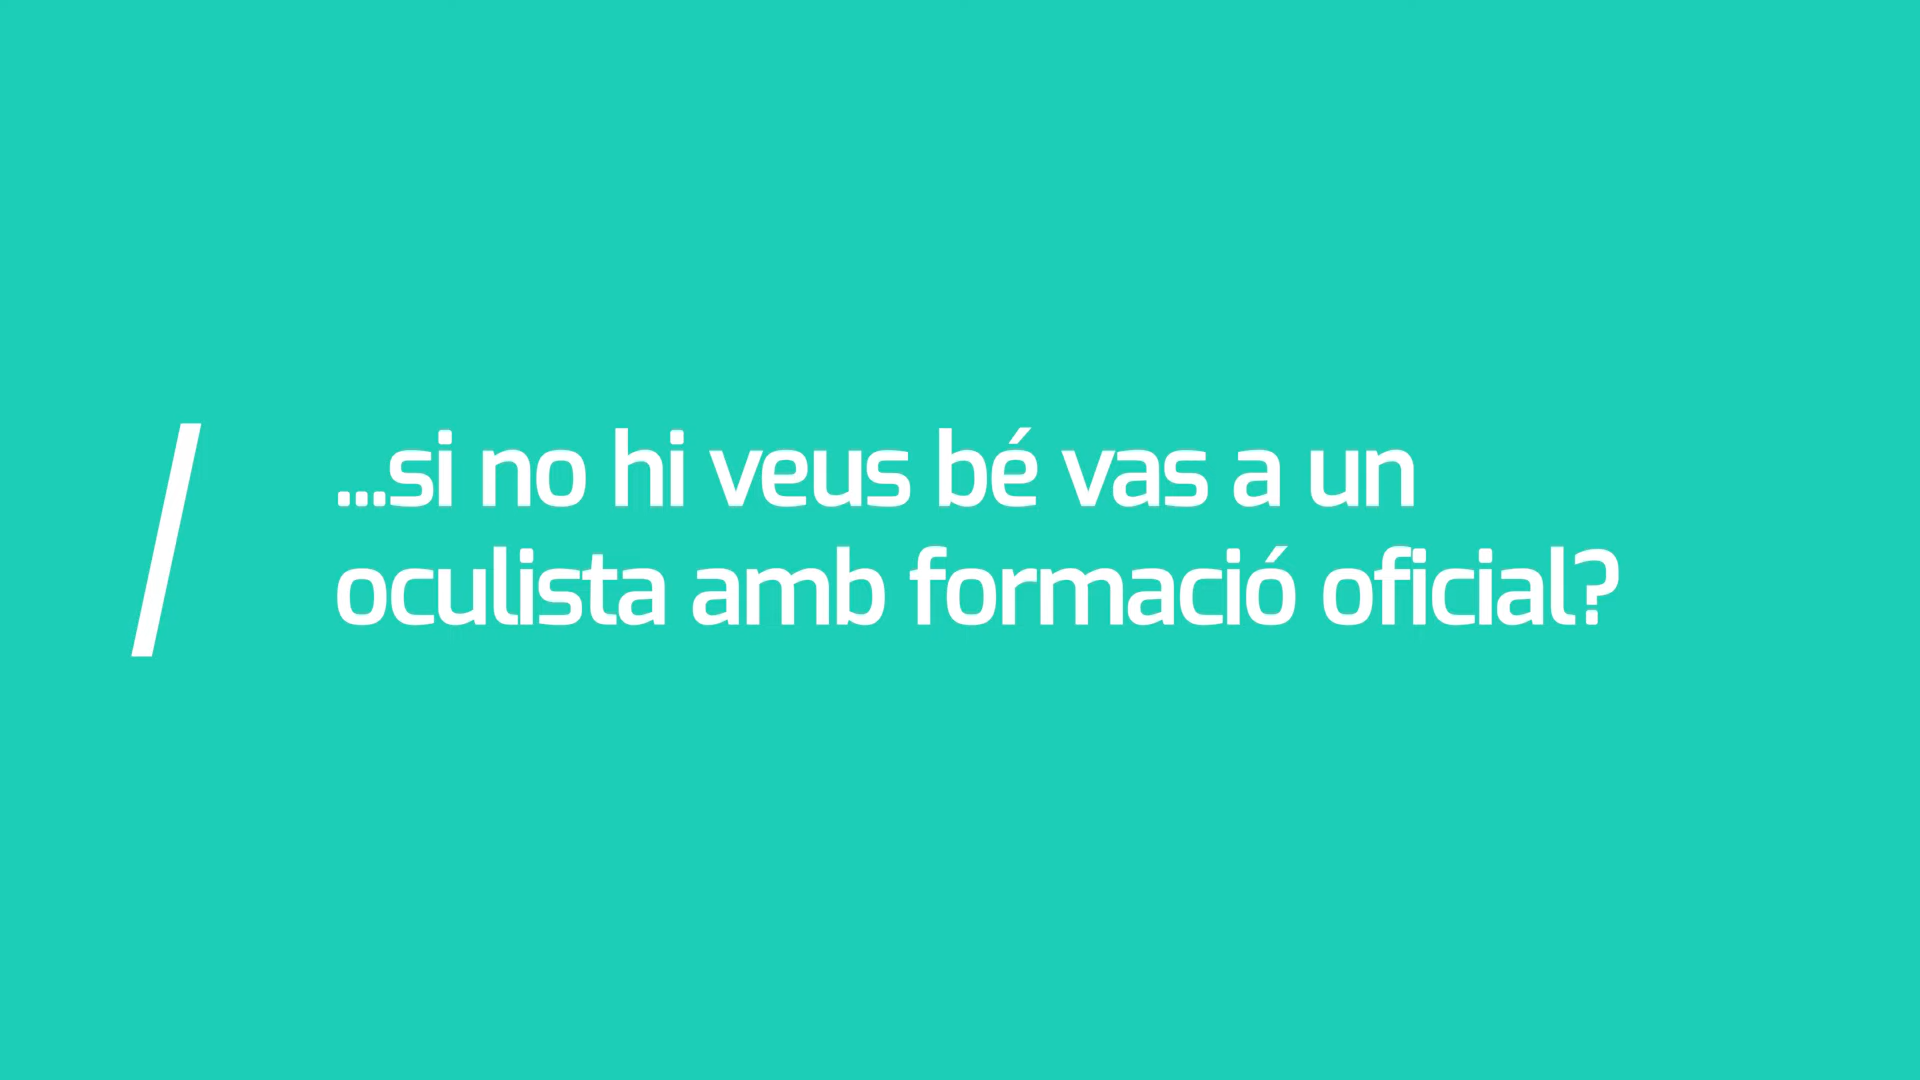 ...si no hi veus bé vas a un
oculista amb formació oficial?